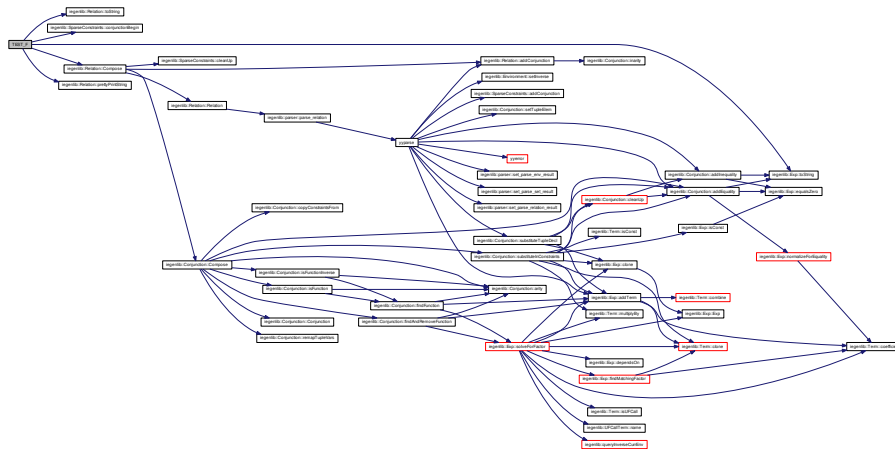 TEST_F
iegenlib::Relation::toString
iegenlib::SparseConstraints::conjunctionBegin
iegenlib::Relation::Compose
iegenlib::Relation::prettyPrintString
iegenlib::SparseConstraints::cleanUp
iegenlib::Relation::Relation
iegenlib::parser::parse_relation
yyparse
iegenlib::Relation::addConjunction
iegenlib::Conjunction::inarity
iegenlib::Environment::setInverse
iegenlib::SparseConstraints::addConjunction
iegenlib::Conjunction::setTupleElem
yyerror
iegenlib::parser::set_parse_env_result
iegenlib::parser::set_parse_set_result
iegenlib::parser::set_parse_relation_result
iegenlib::Conjunction::substituteTupleDecl
iegenlib::Conjunction::substituteInConstraints
iegenlib::Conjunction::cleanUp
iegenlib::Conjunction::addInequality
iegenlib::Conjunction::addEquality
iegenlib::Exp::toString
iegenlib::Exp::equalsZero
iegenlib::Term::isConst
iegenlib::Exp::isConst
iegenlib::Exp::normalizeForEquality
iegenlib::Conjunction::copyConstraintsFrom
iegenlib::Conjunction::Compose
iegenlib::Conjunction::isFunctionInverse
iegenlib::Conjunction::isFunction
iegenlib::Conjunction::arity
iegenlib::Conjunction::findFunction
iegenlib::Conjunction::Conjunction
iegenlib::Conjunction::findAndRemoveFunction
iegenlib::Conjunction::remapTupleVars
iegenlib::Exp::clone
iegenlib::Exp::addTerm
iegenlib::Term::combine
iegenlib::Term::multiplyBy
iegenlib::Exp::Exp
iegenlib::Exp::solveForFactor
iegenlib::Term::clone
iegenlib::Term::coefficient
iegenlib::Exp::dependsOn
iegenlib::Exp::findMatchingFactor
iegenlib::Term::isUFCall
iegenlib::UFCallTerm::name
iegenlib::queryInverseCurrEnv